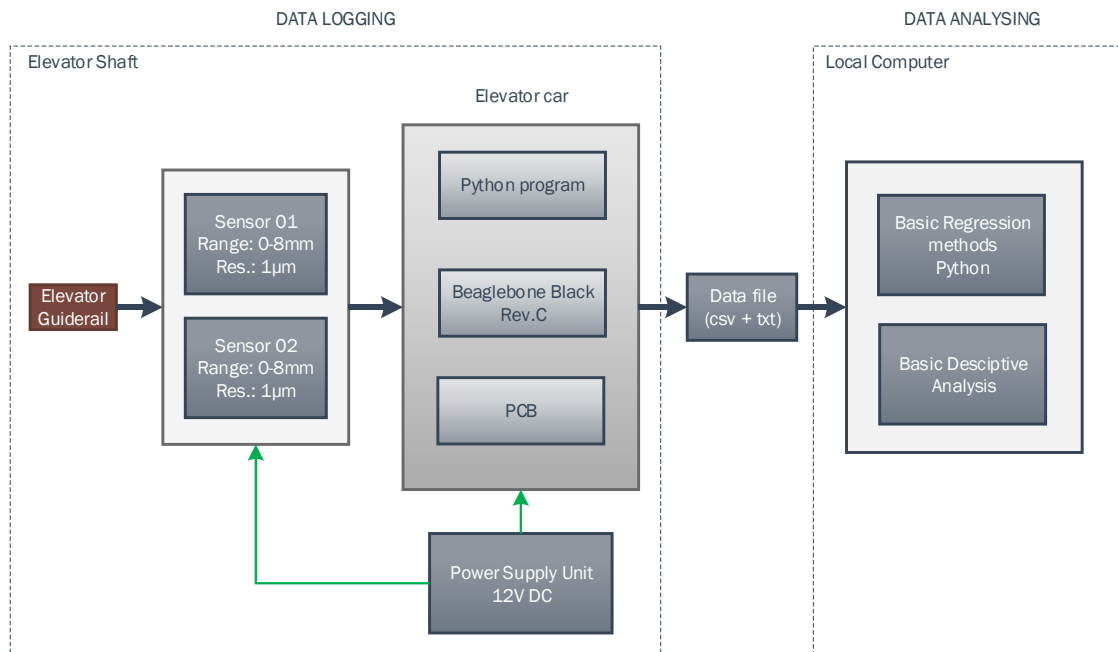 DATA LOGGING
DATA ANALYSING
Elevator Shaft
Local Computer
Elevator car
Python program
Sensor 01
Range: 0-8mm
Res.: 1µm
Basic Regression
methods
Python
Elevator
Guiderail
Beaglebone Black
Rev.C
Data file
(csv + txt)
Sensor 02
Range: 0-8mm
Res.: 1µm
Basic Desciptive
Analysis
PCB
Power Supply Unit
12V DC